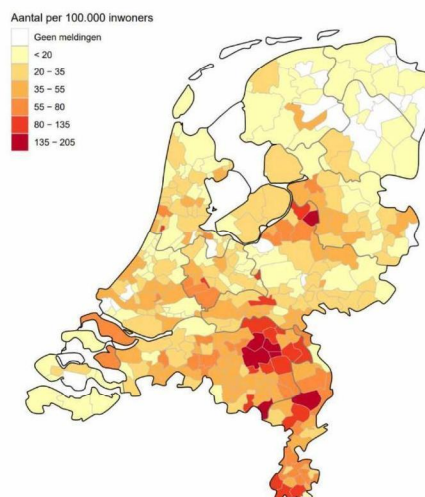 Aantal per 100.000 inwoners
Geen meldingen
< 20
20 – 35
35 – 55
55 – 80
80 – 135
135 – 205